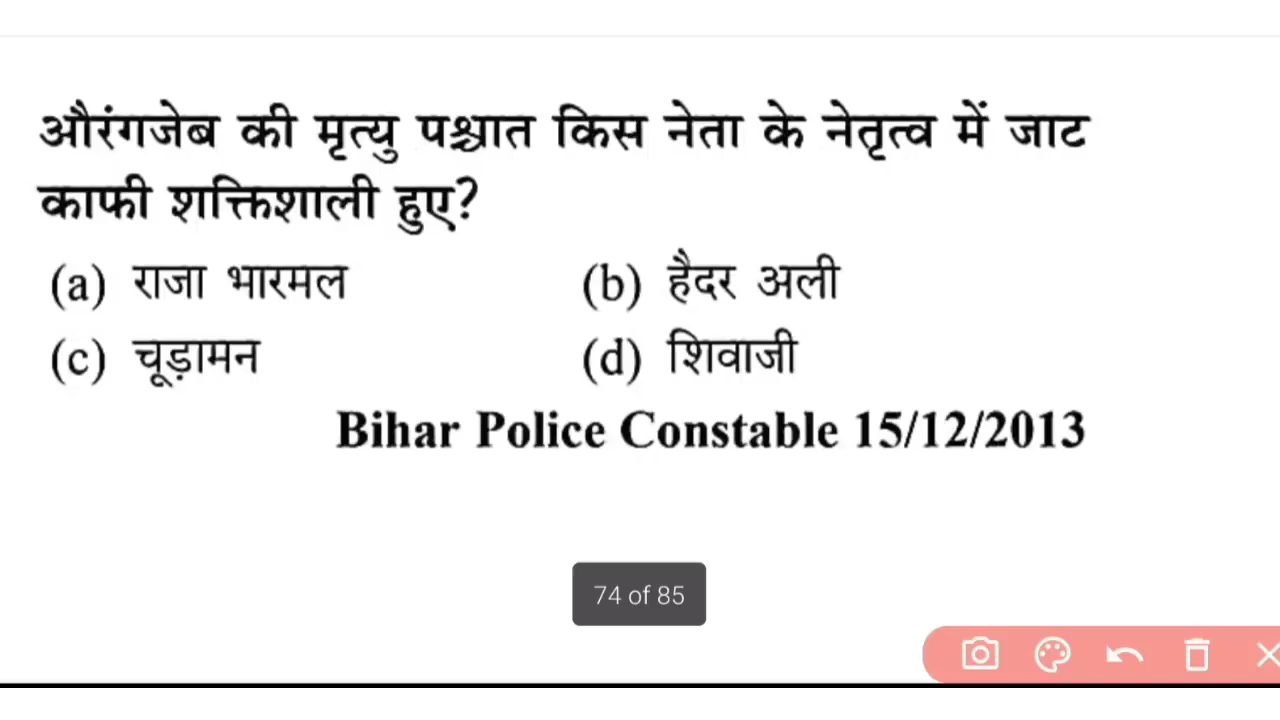 औरंगजेब की मृत्यु पश्चात किस नेता के नेतृत्व में जाट
काफी शक्तिशाली हुए?
(a) राजा भारमल (b) हैदर अली
(c) चूड़ामन (d) शिवाजी
Bihar Police Constable 15/12/2013
74 of 85